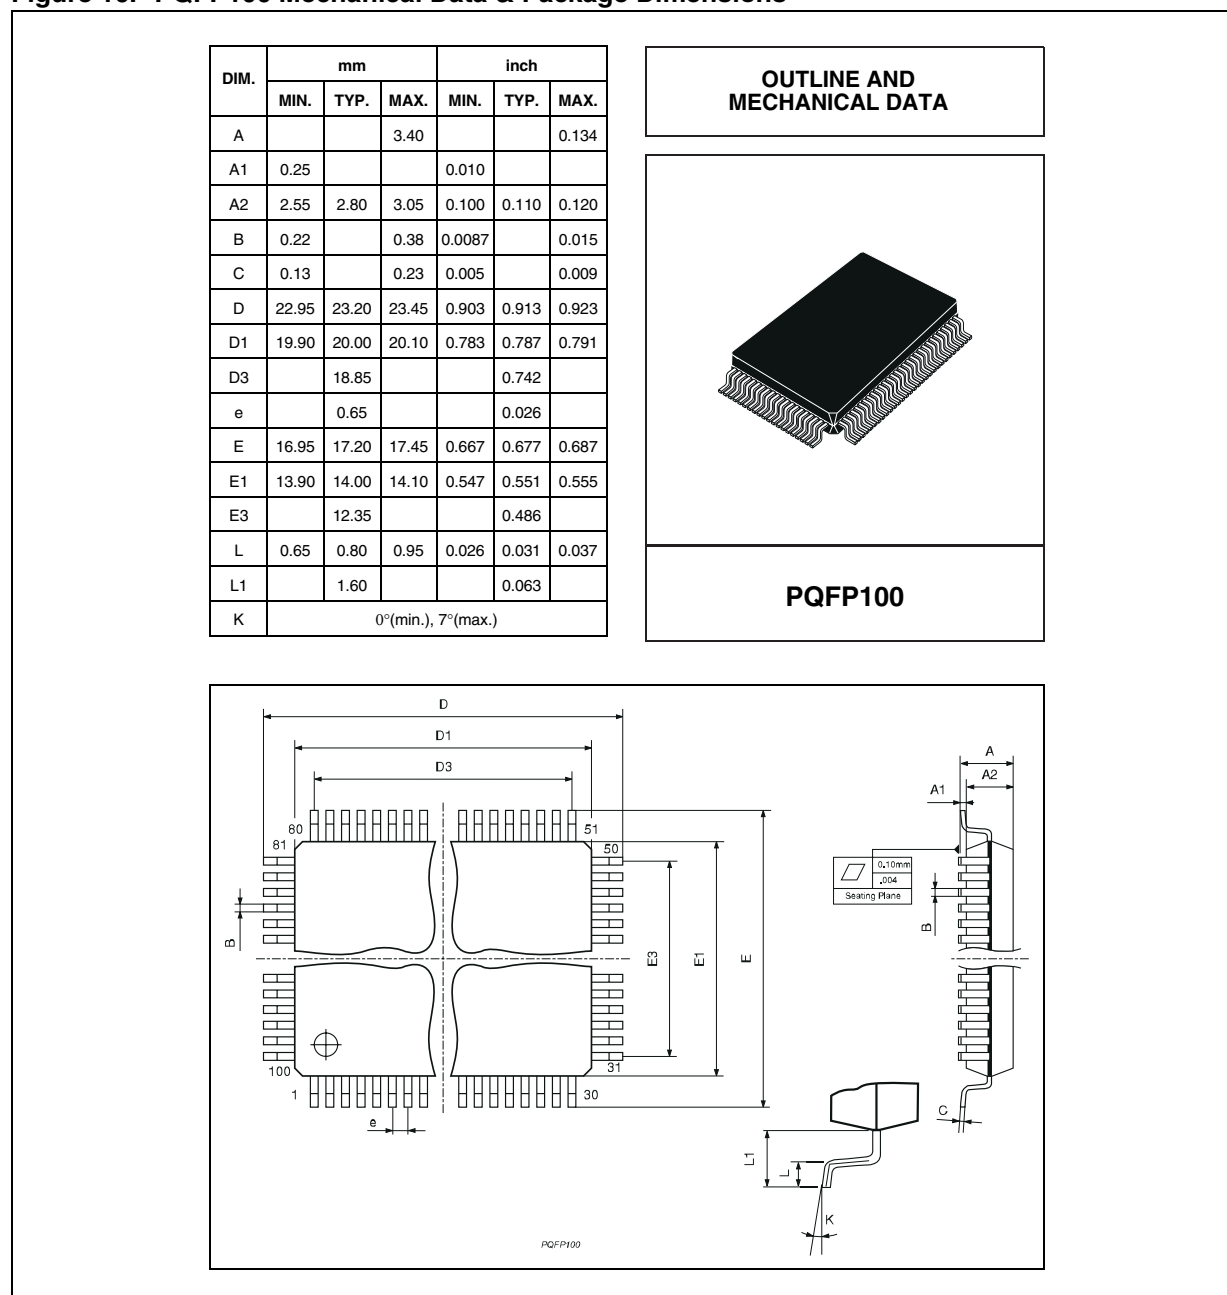 DIM. mm inch
MIN. TYP. MAX. MIN. TYP. MAX.
A 3.40 0.134
A1 0.25 0.010
A2 2.55 2.80 3.05 0.100 0.110 0.120
B 0.22 0.38 0.0087 0.015
C 0.13 0.23 0.005 0.009
D 22.95 23.20 23.45 0.903 0.913 0.923
D1 19.90 20.00 20.10 0.783 0.787 0.791
D3 18.85 0.742
e 0.65 0.026
E 16.95 17.20 17.45 0.667 0.677 0.687
E1 13.90 14.00 14.10 0.547 0.551 0.555
E3 12.35 0.486
L 0.65 0.80 0.95 0.026 0.031 0.037
L1 1.60 0.063
K 0°(min.), 7°(max.)
OUTLINE AND
MECHANICAL DATA
PQFP100
D
D1
D3
80
51
81
50
B
E3
E1
E
100
31
1
30
e
A
A2
A1
0.10mm
.004
Seating Plane
B
C
L1
L
K
PQFP100